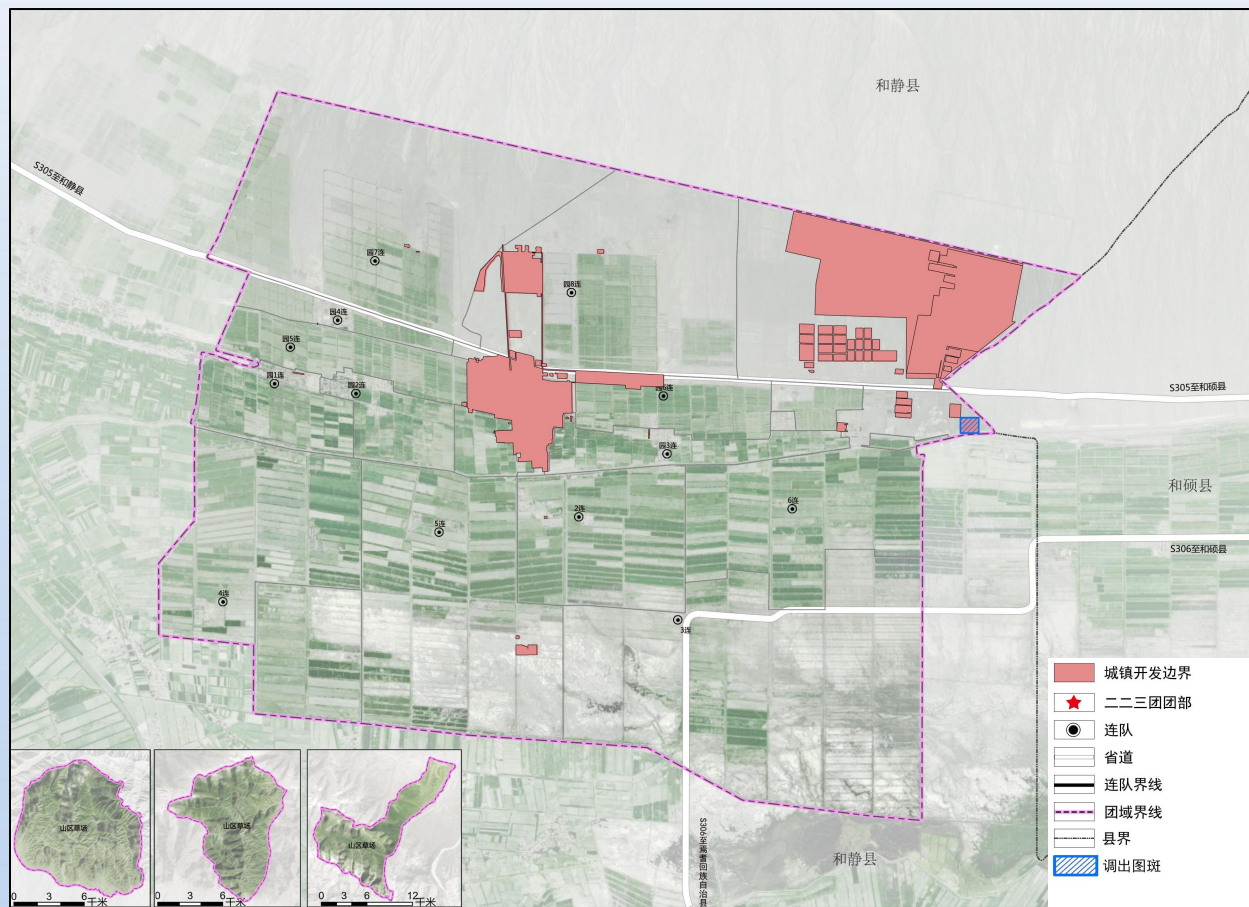 和静县
S305至和静县
园7连
园8连
园4连
园5连
园1连
园2连
园6连
S305至和硕县
园3连
和硕县
2连
6连
5连
S306至和硕县
4连
3连
城镇开发边界
二二三团团部
连队
省道
连队界线
团域界线
县界
调出图斑
S306至焉耆回族自治县
和静县
山区草场
山区草场
山区草场
0 3 6 千米
0 3 6 千米
0 3 6 12 千米